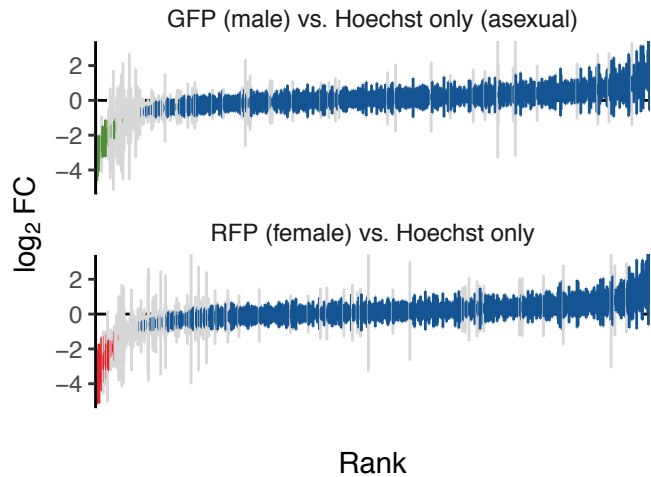 GFP (male) vs. Hoechst only (asexual)
2
0
−2
−4
log₂ FC
RFP (female) vs. Hoechst only
2
0
−2
−4
Rank